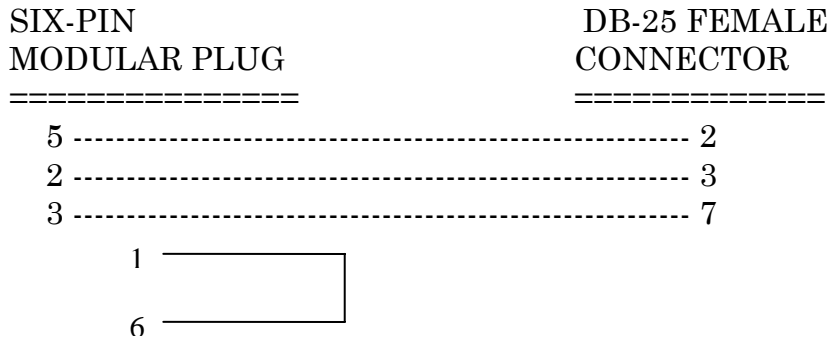 SIX-PIN DB-25 FEMALE
MODULAR PLUG CONNECTOR
=============== =============
5 ---------------------------------------------------------- 2
2 ---------------------------------------------------------- 3
3 ---------------------------------------------------------- 7
1
6